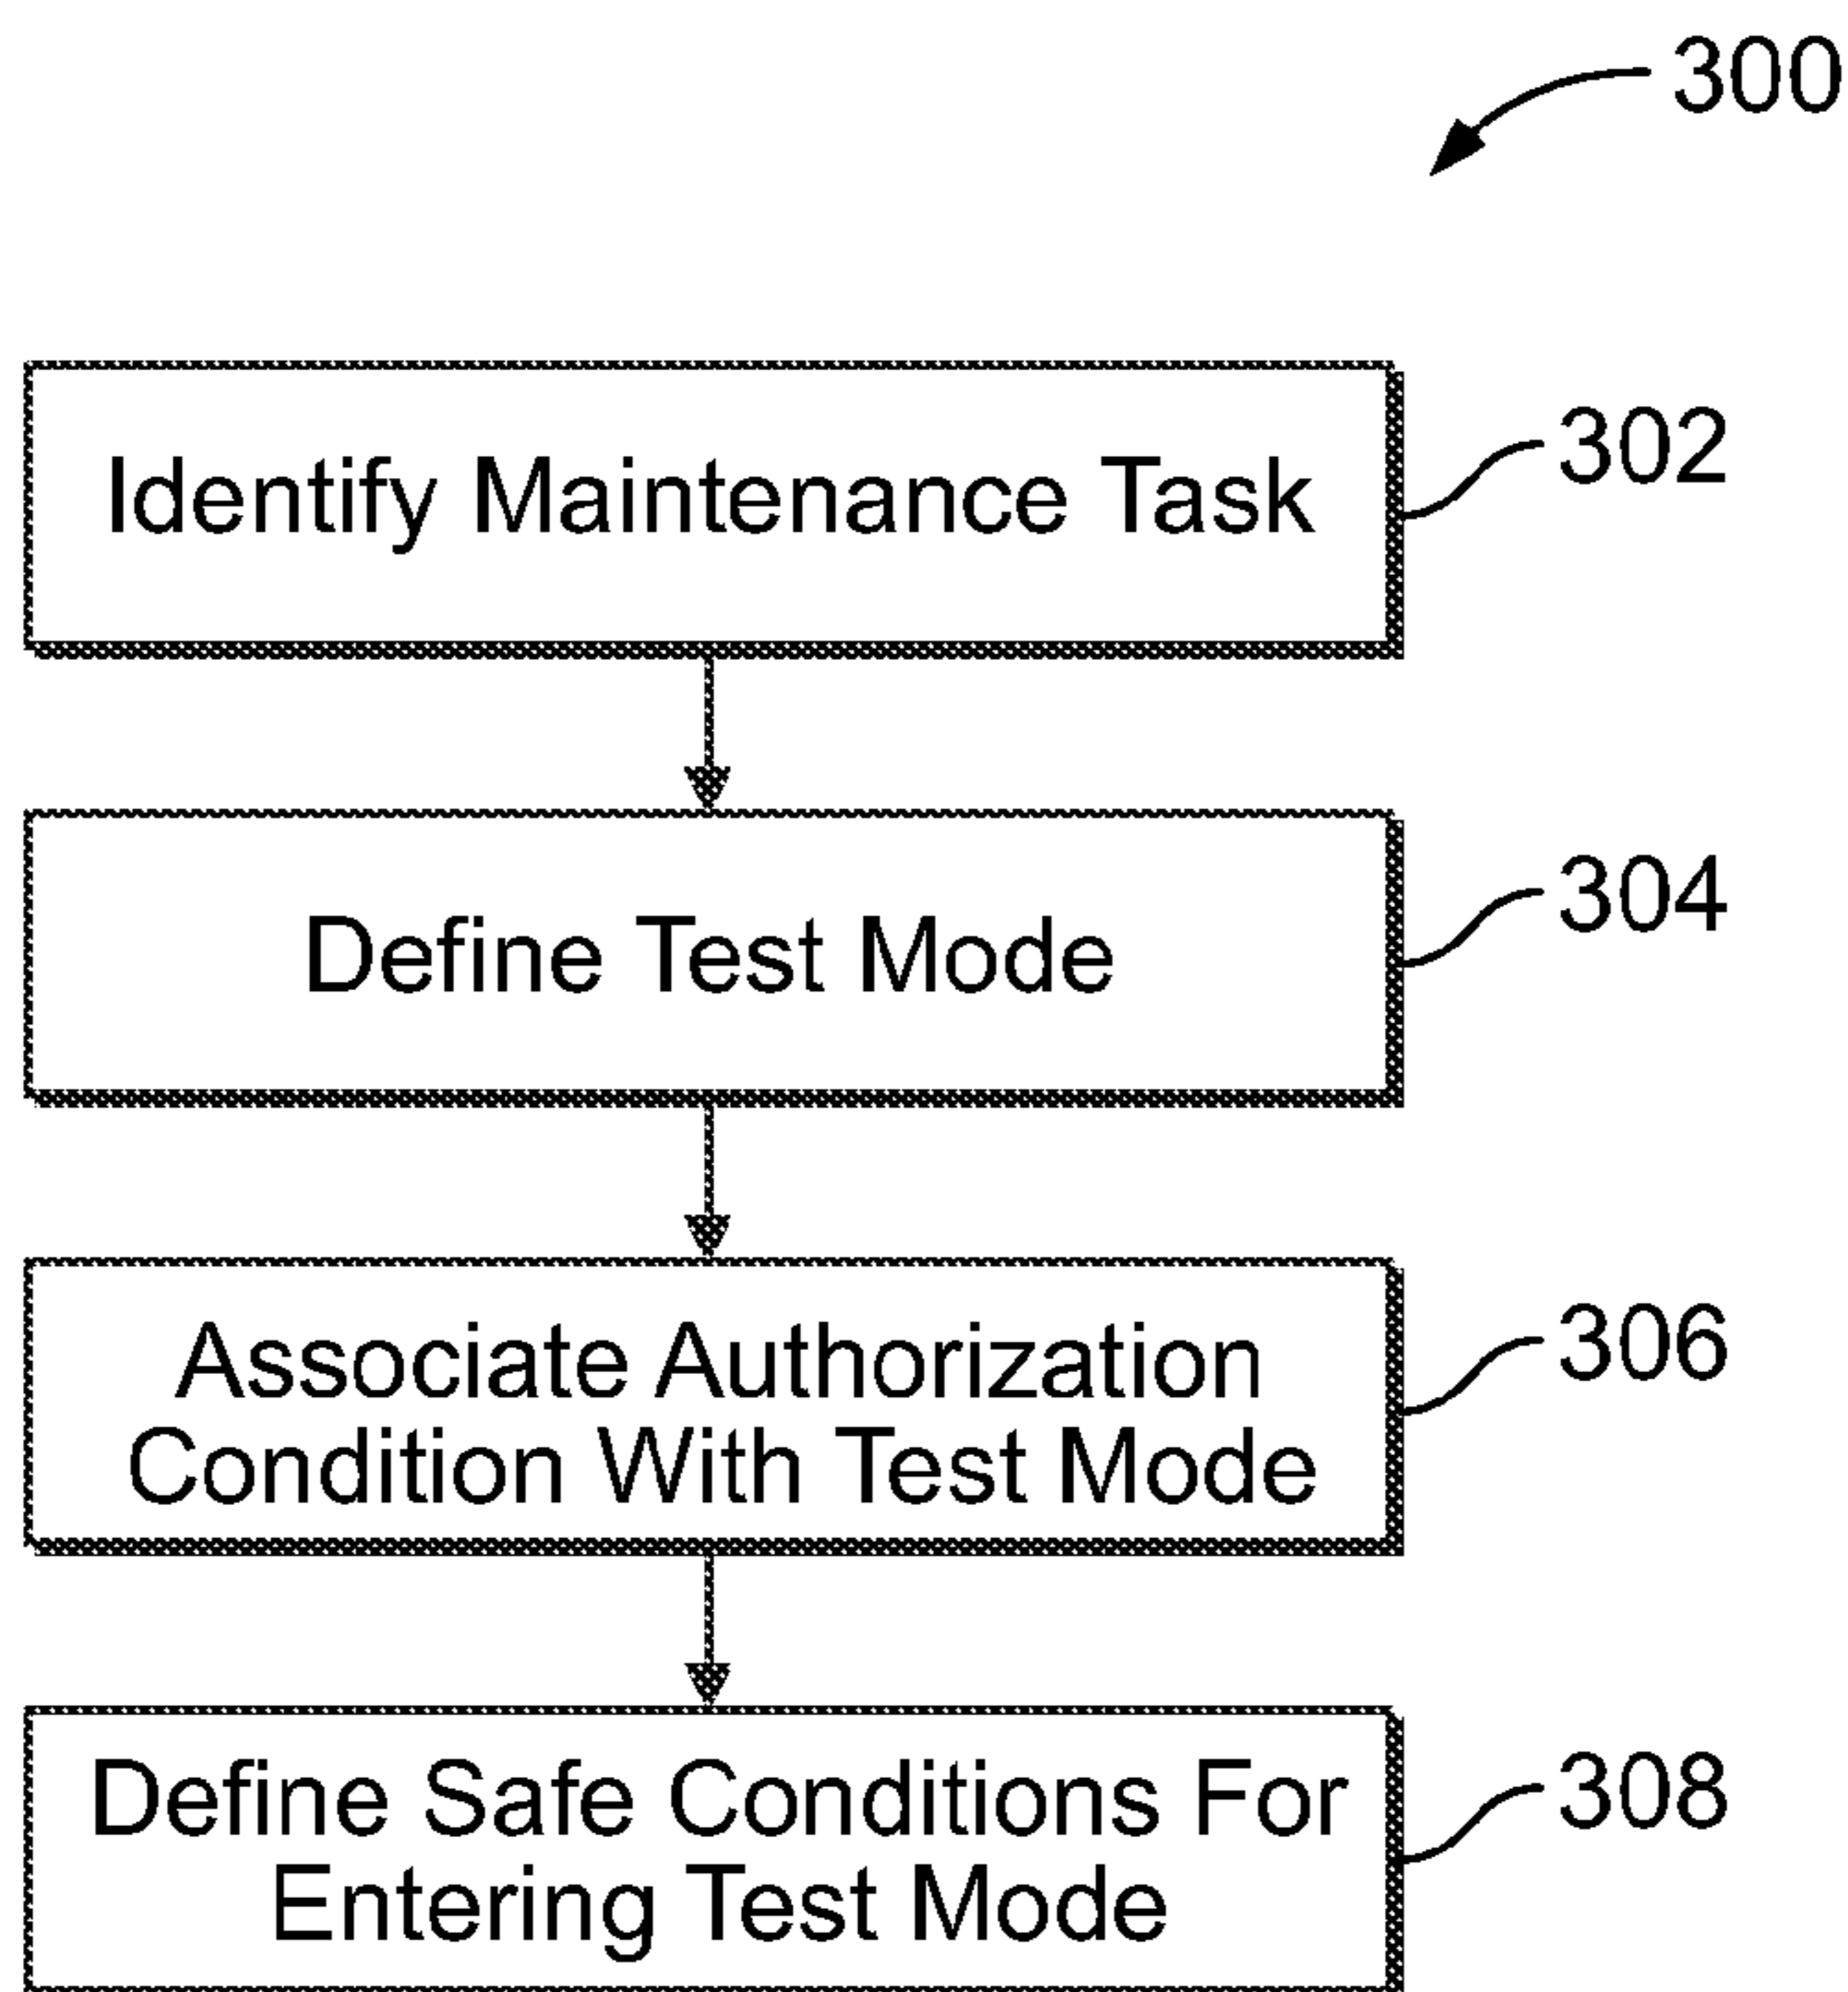 300
Identify Maintenance Task
302
Define Test Mode
304
Associate Authorization
Condition With Test Mode
306
Define Safe Conditions For
Entering Test Mode
308